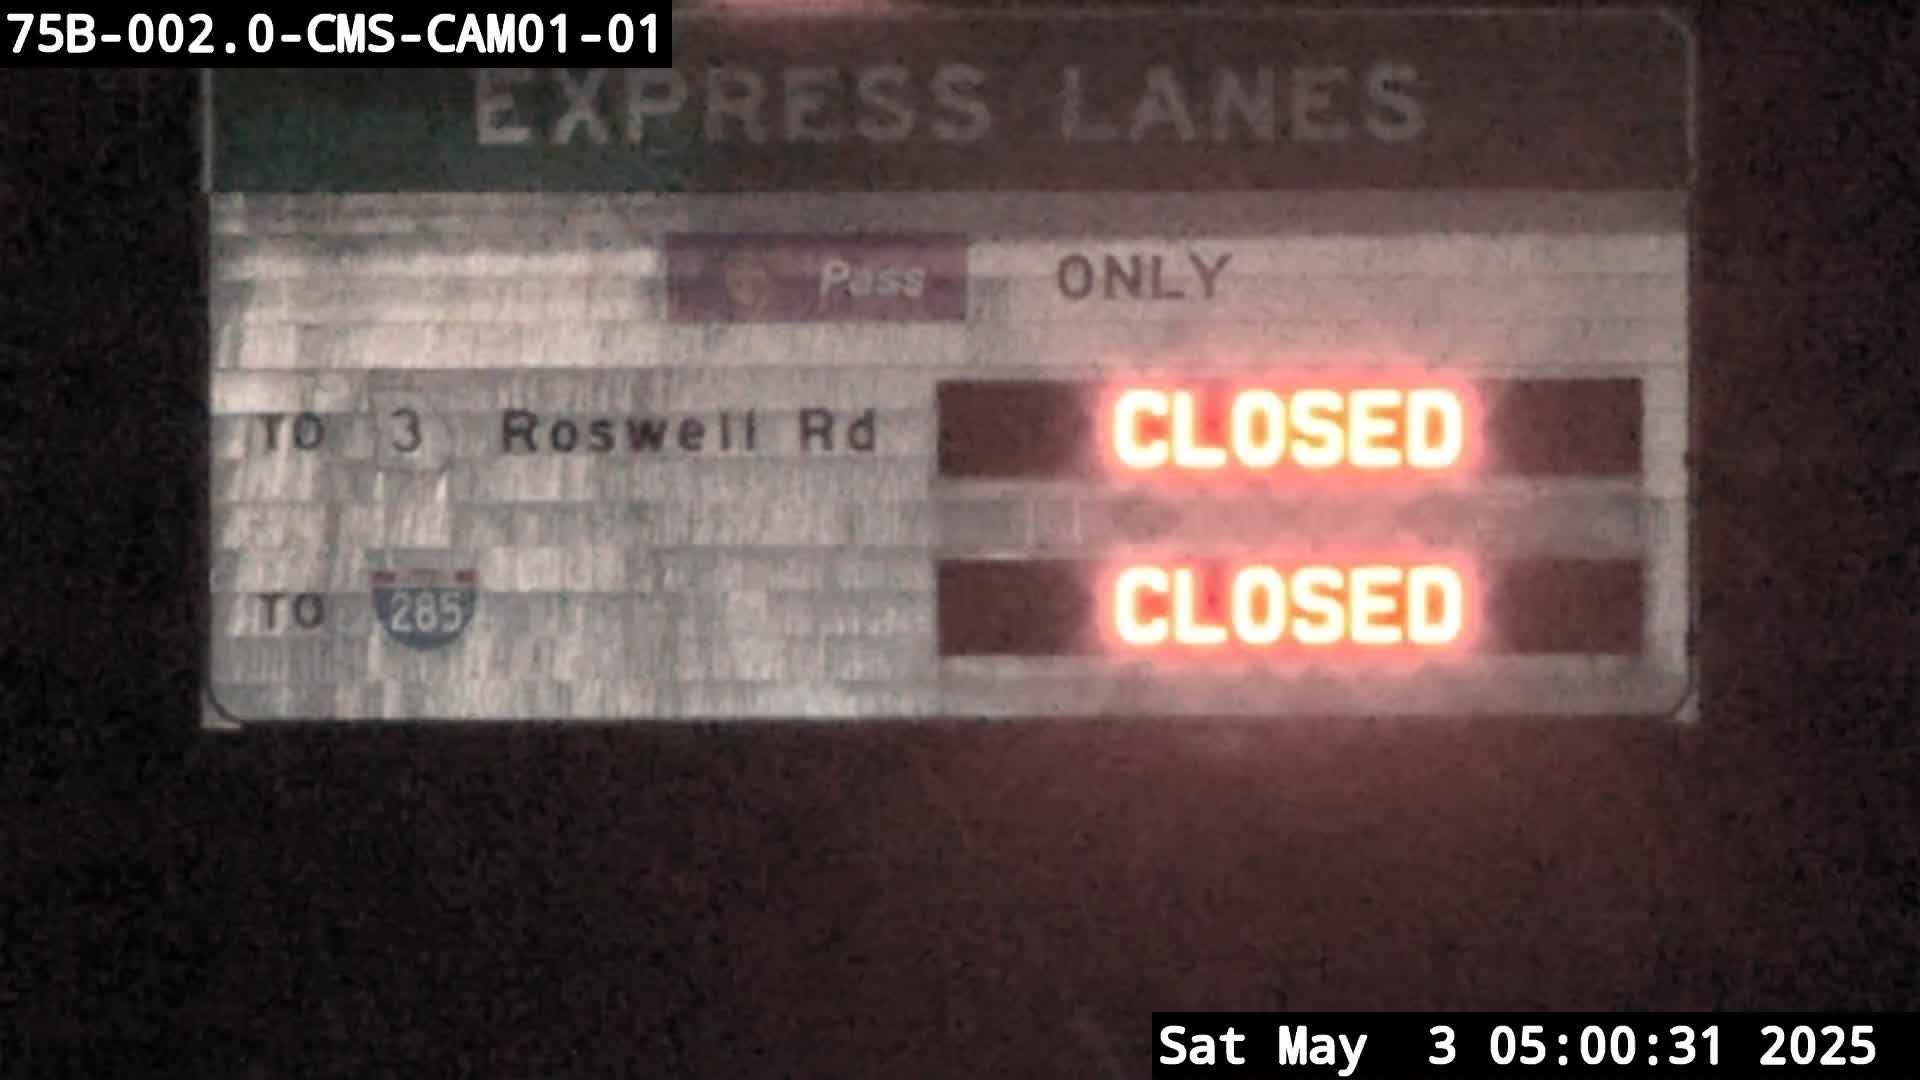 75B-002.0-CMS-CAM01-01
EXPRESS LANES
Pass ONLY
TO 3 Roswell Rd CLOSED
TO 285 CLOSED
Sat May 3 05:00:31 2025